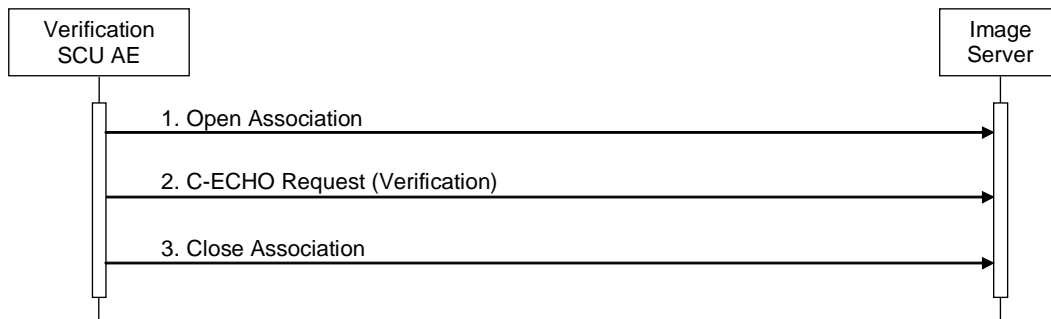 Verification
SCU AE
Image
Server
1. Open Association
2. C-ECHO Request (Verification)
3. Close Association